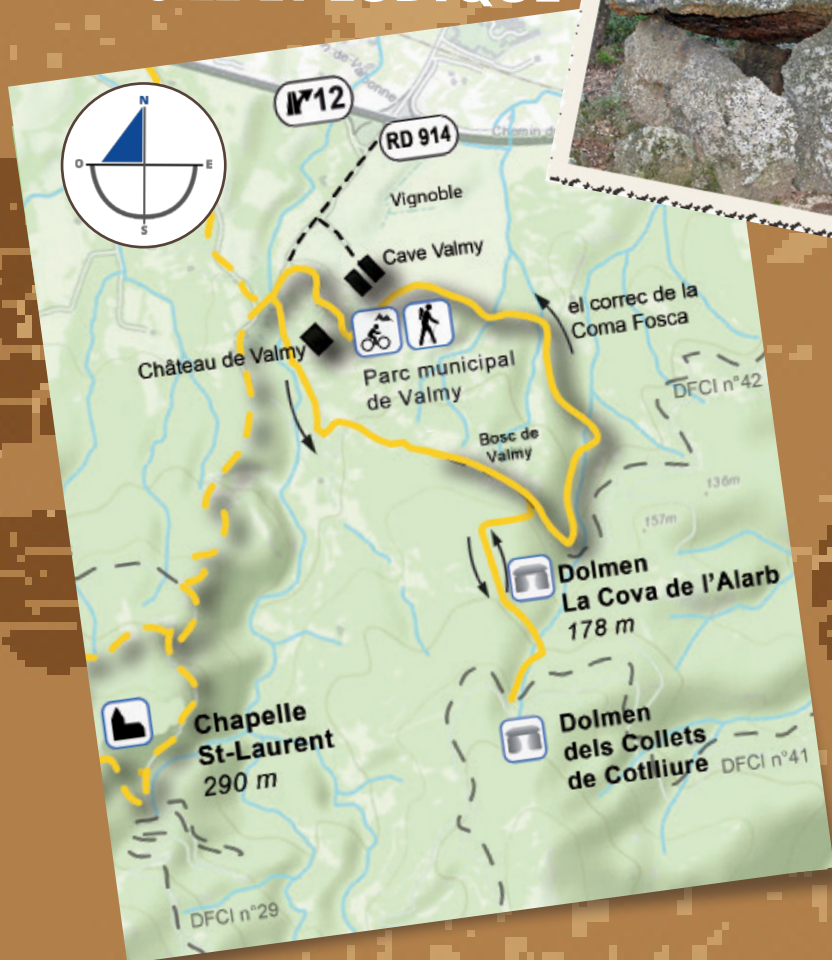 N
O
E
S
12
RD 914
Chemin d
Vignoble
Cave Valmy
el correc de la
Coma Fosca
Château de Valmy
Parc municipal
de Valmy
DFCI n°42
Bosc de
Valmy
136m
157m
Dolmen
La Cova de l'Alarb
178 m
Chapelle
St-Laurent
290 m
Dolmen
dels Collets
de Cotlliure
DFCI n°41
DFCI n°29